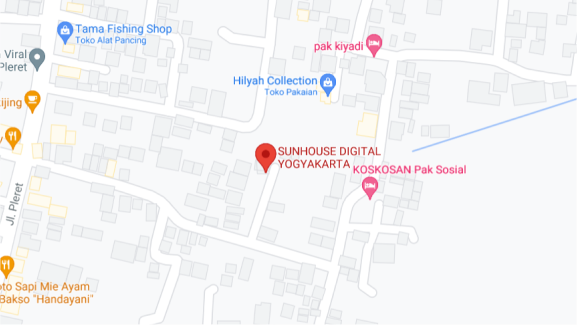 Tama Fishing Shop
Toko Alat Pancing
Viral
Pleret
pak kiyadi
Hilyah Collection
Toko Pakaian
ijing
SUNHOUSE DIGITAL
YOGYAKARTA
KOSKOSAN Pak Sosial
Jl. Pleret
oto Sapi Mie Ayam
Bakso "Handayani"